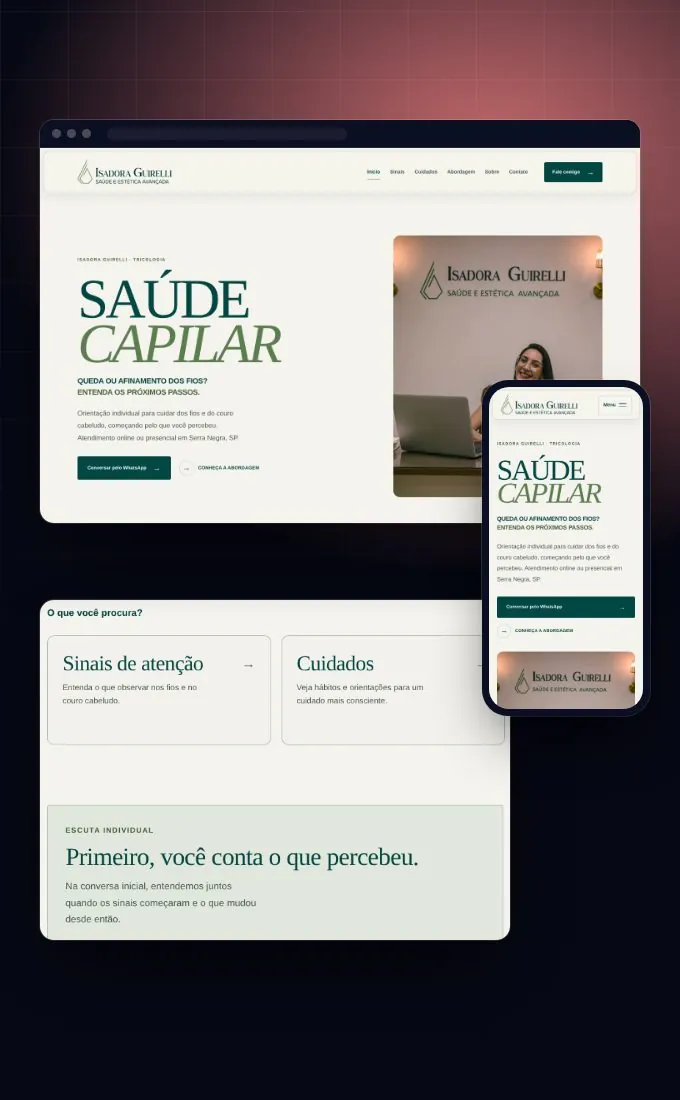 ISADORA GUIRELLI
SAÚDE E ESTÉTICA AVANÇADA
Início Sinais Cuidados Abordagem Sobre Contato Fale comigo →
ISADORA GUIRELLI · TRICOLOGIA
SAÚDE
CAPILAR
QUEDA OU AFINAMENTO DOS FIOS?
ENTENDA OS PRÓXIMOS PASSOS.
Orientação individual para cuidar dos fios e do couro
cabeludo, começando pelo que você percebeu.
Atendimento online ou presencial em Serra Negra, SP.
Conversar pelo WhatsApp →
→ CONHEÇA A ABORDAGEM
ISADORA GUIRELLI
SAÚDE E ESTÉTICA AVANÇADA
ISADORA GUIRELLI
SAÚDE E ESTÉTICA AVANÇADA
Menu
ISADORA GUIRELLI · TRICOLOGIA
SAÚDE
CAPILAR
QUEDA OU AFINAMENTO DOS FIOS?
ENTENDA OS PRÓXIMOS PASSOS.
Orientação individual para cuidar dos fios e do
couro cabeludo, começando pelo que você
percebeu. Atendimento online ou presencial em
Serra Negra, SP.
Conversar pelo WhatsApp →
→ CONHEÇA A ABORDAGEM
ISADORA GUIRELLI
SAÚDE E ESTÉTICA AVANÇADA
O que você procura?
Sinais de atenção →
Entenda o que observar nos fios e no
couro cabeludo.
Cuidados
Veja hábitos e orientações para um
cuidado mais consciente.
ESCUTA INDIVIDUAL
Primeiro, você conta o que percebeu.
Na conversa inicial, entendemos juntos
quando os sinais começaram e o que mudou
desde então.